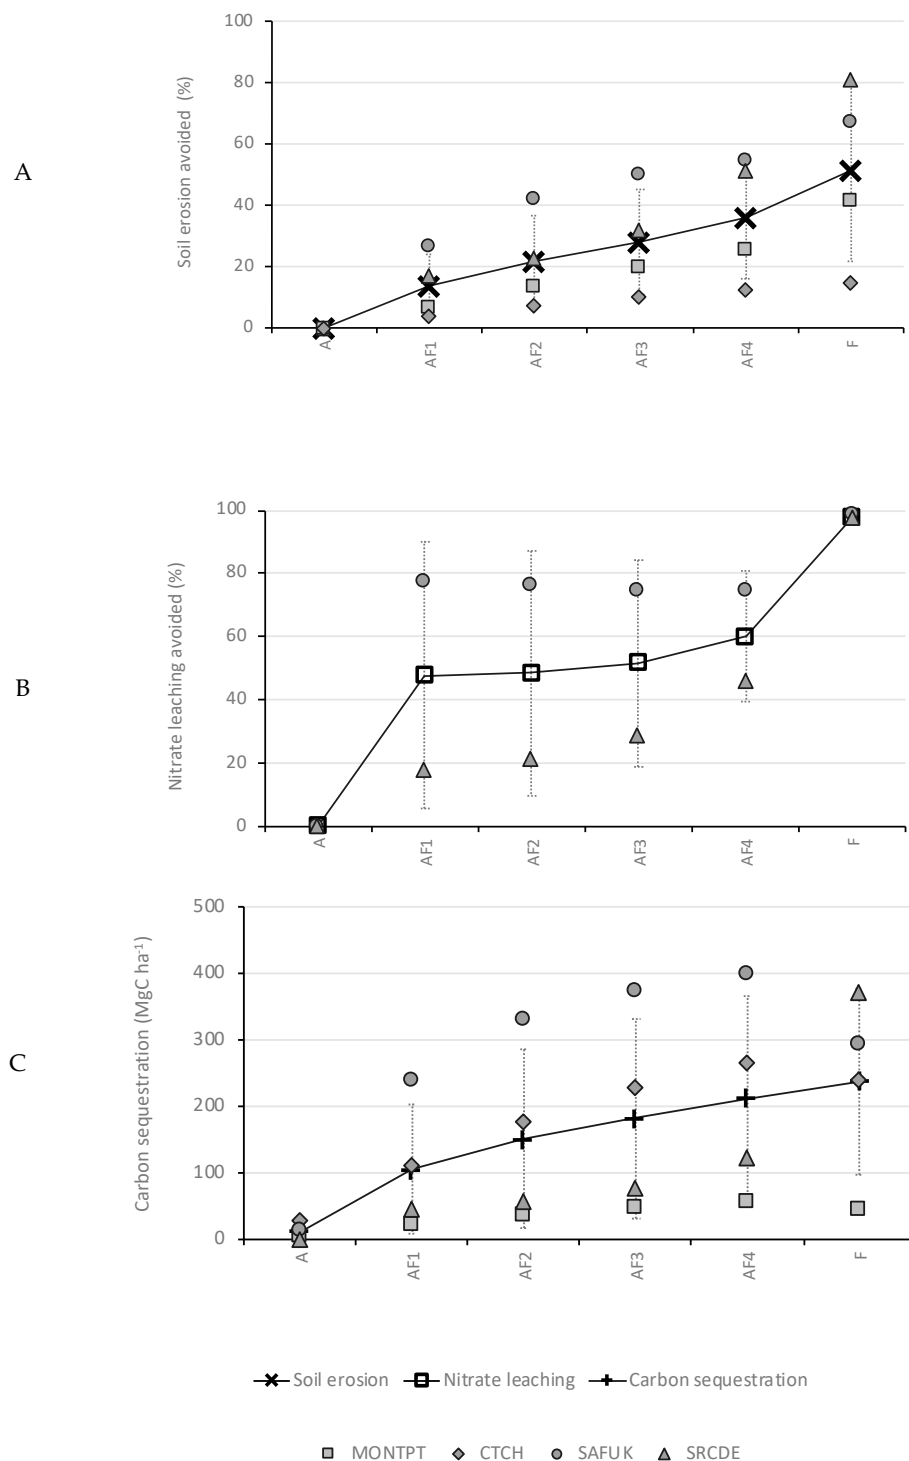 A
Soil erosion avoided (%)
100
80
60
40
20
0
A AF1 AF2 AF3 AF4 F
B
Nitrate leaching avoided (%)
100
80
60
40
20
0
A AF1 AF2 AF3 AF4 F
C
Carbon sequestration (MgC ha⁻¹)
500
400
300
200
100
0
A AF1 AF2 AF3 AF4 F
Soil erosion Nitrate leaching Carbon sequestration
MONTPT CTCH SAFUK SRCDE